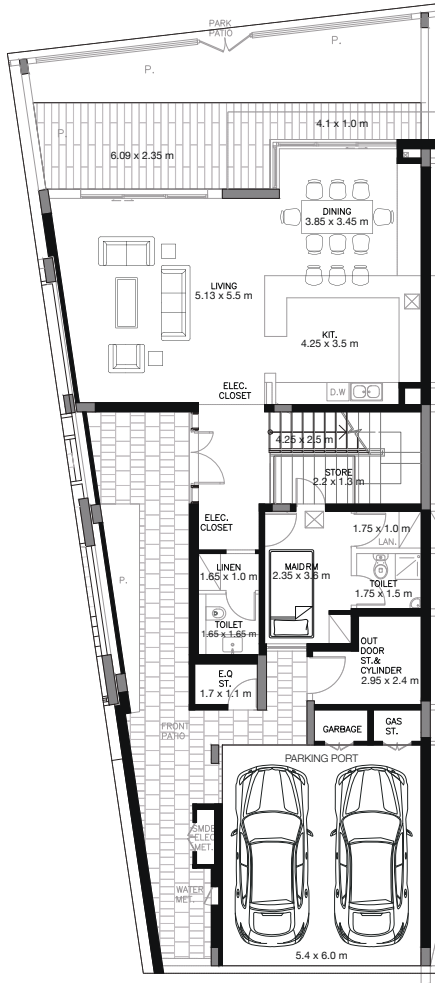 PARK
PATIO
P.
P.
4.1 x 1.0 m
P.
6.09 x 2.35 m
DINING
3.85 x 3.45 m
LIVING
5.13 x 5.5 m
KIT.
4.25 x 3.5 m
ELEC.
CLOSET
D.W
4.25 x 2.5 m
STORE
2.2 x 1.3 m
ELEC.
CLOSET
1.75 x 1.0 m
LAN.
P.
LINEN
1.65 x 1.0 m
MAID RM
2.35 x 3.6 m
TOILET
1.75 x 1.5 m
TOILET
1.65 x 1.65 m
OUT
DOOR
ST.&
CYLINDER
2.95 x 2.4 m
E.Q
ST.
1.7 x 1.1 m
FRONT
PATIO
GARBAGE
GAS
ST.
PARKING PORT
SMDB
ELEC
MET.
WATER
MET.
5.4 x 6.0 m